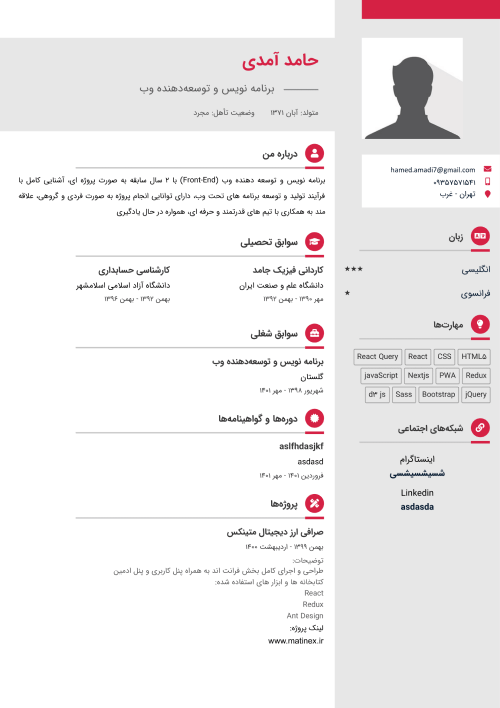 حامد آمدی
برنامه نویس و توسعه‌دهنده وب
متولد: آبان ۱۳۷۱ وضعیت تأهل: مجرد
hamed.amadi7@gmail.com
۰۹۳۵۷۵۷۱۵۴۱
تهران - غرب
زبان
انگلیسی ★★★
فرانسوی ★
مهارت‌ها
HTML۵ CSS React React Query
Redux PWA Nextjs javaScript
jQuery Bootstrap Sass d۳ js
شبکه‌های اجتماعی
اینستاگرام
شسیشسیشسی
Linkedin
asdasda
درباره من
برنامه نویس و توسعه دهنده وب (Front-End) با ۲ سال سابقه به صورت پروژه ای، آشنایی کامل با
فرآیند تولید و توسعه برنامه های تحت وب، دارای توانایی انجام پروژه به صورت فردی و گروهی، علاقه
مند به همکاری با تیم های قدرتمند و حرفه ای، همواره در حال یادگیری
سوابق تحصیلی
کاردانی فیزیک جامد
دانشگاه علم و صنعت ایران
مهر ۱۳۹۰ - بهمن ۱۳۹۲
کارشناسی حسابداری
دانشگاه آزاد اسلامی اسلامشهر
بهمن ۱۳۹۲ - بهمن ۱۳۹۶
سوابق شغلی
برنامه نویس و توسعه‌دهنده وب
گلستان
شهریور ۱۳۹۸ - مهر ۱۴۰۱
دوره‌ها و گواهینامه‌ها
aslfhdasjkf
asdasd
فروردین ۱۴۰۱ - مهر ۱۴۰۱
پروژه‌ها
صرافی ارز دیجیتال متینکس
بهمن ۱۳۹۹ - اردیبهشت ۱۴۰۰
توضیحات:
طراحی و اجرای کامل بخش فرانت اند به همراه پنل کاربری و پنل ادمین
کتابخانه ها و ابزار های استفاده شده:
React
Redux
Ant Design
لینک پروژه:
www.matinex.ir